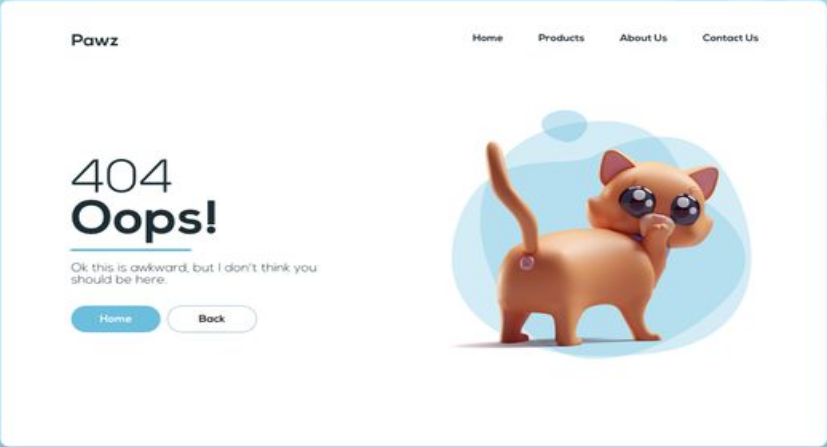 Pawz
Home Products About Us Contact Us
404
Oops!
Ok this is awkward, but I don't think you
should be here.
Home Back